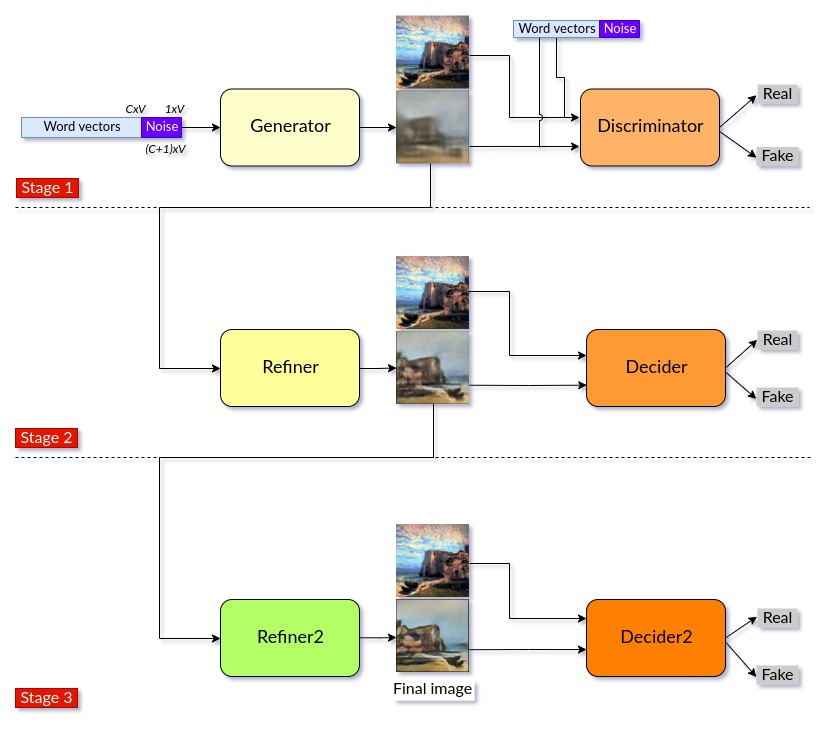 Word vectors Noise
CxV 1xV
Word vectors Noise
(C+1)xV
Generator
Discriminator
Real
Fake
Stage 1
Refiner
Decider
Real
Fake
Stage 2
Refiner2
Decider2
Real
Fake
Final image
Stage 3